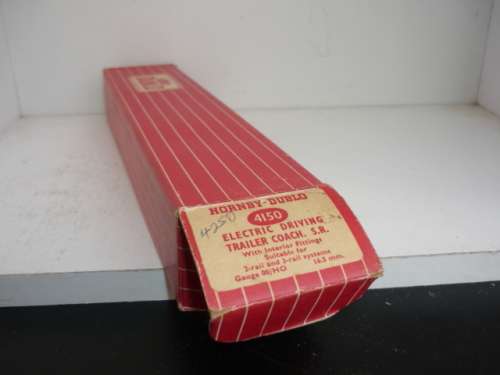 HORNBY-DUBLO
4150
4250
ELECTRIC DRIVING
TRAILER COACH. S.R.
With Interior Fittings
Suitable for
2-rail and 3-rail systems
Gauge 00/HO 16.5 mm.